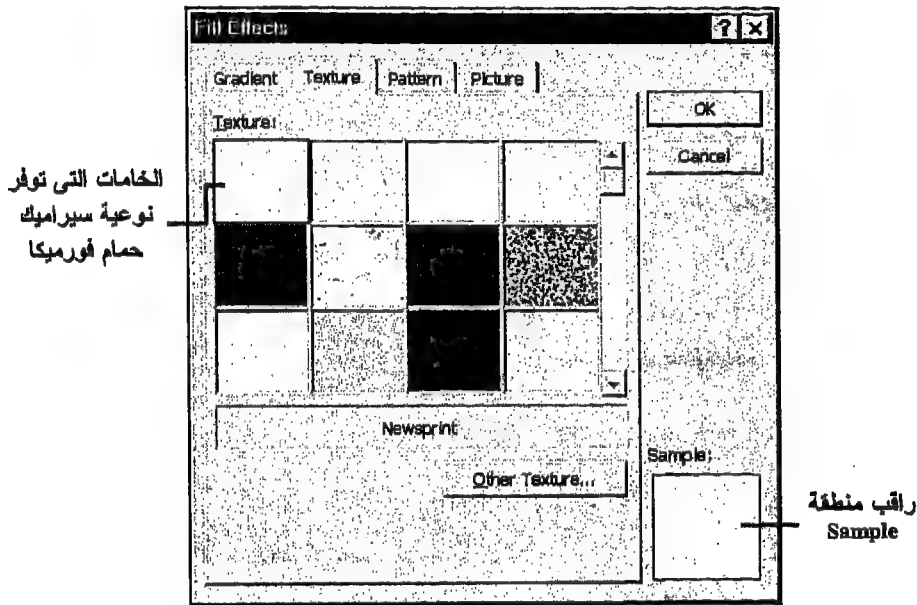 Fill Effects
Gradient Texture Pattern Picture
OK
Cancel
Texture:
الخامات التى توفر
نوعية سيراميك
حمام فورميكا
Newsprint
Other Texture...
Sample:
راقب منطقة
Sample